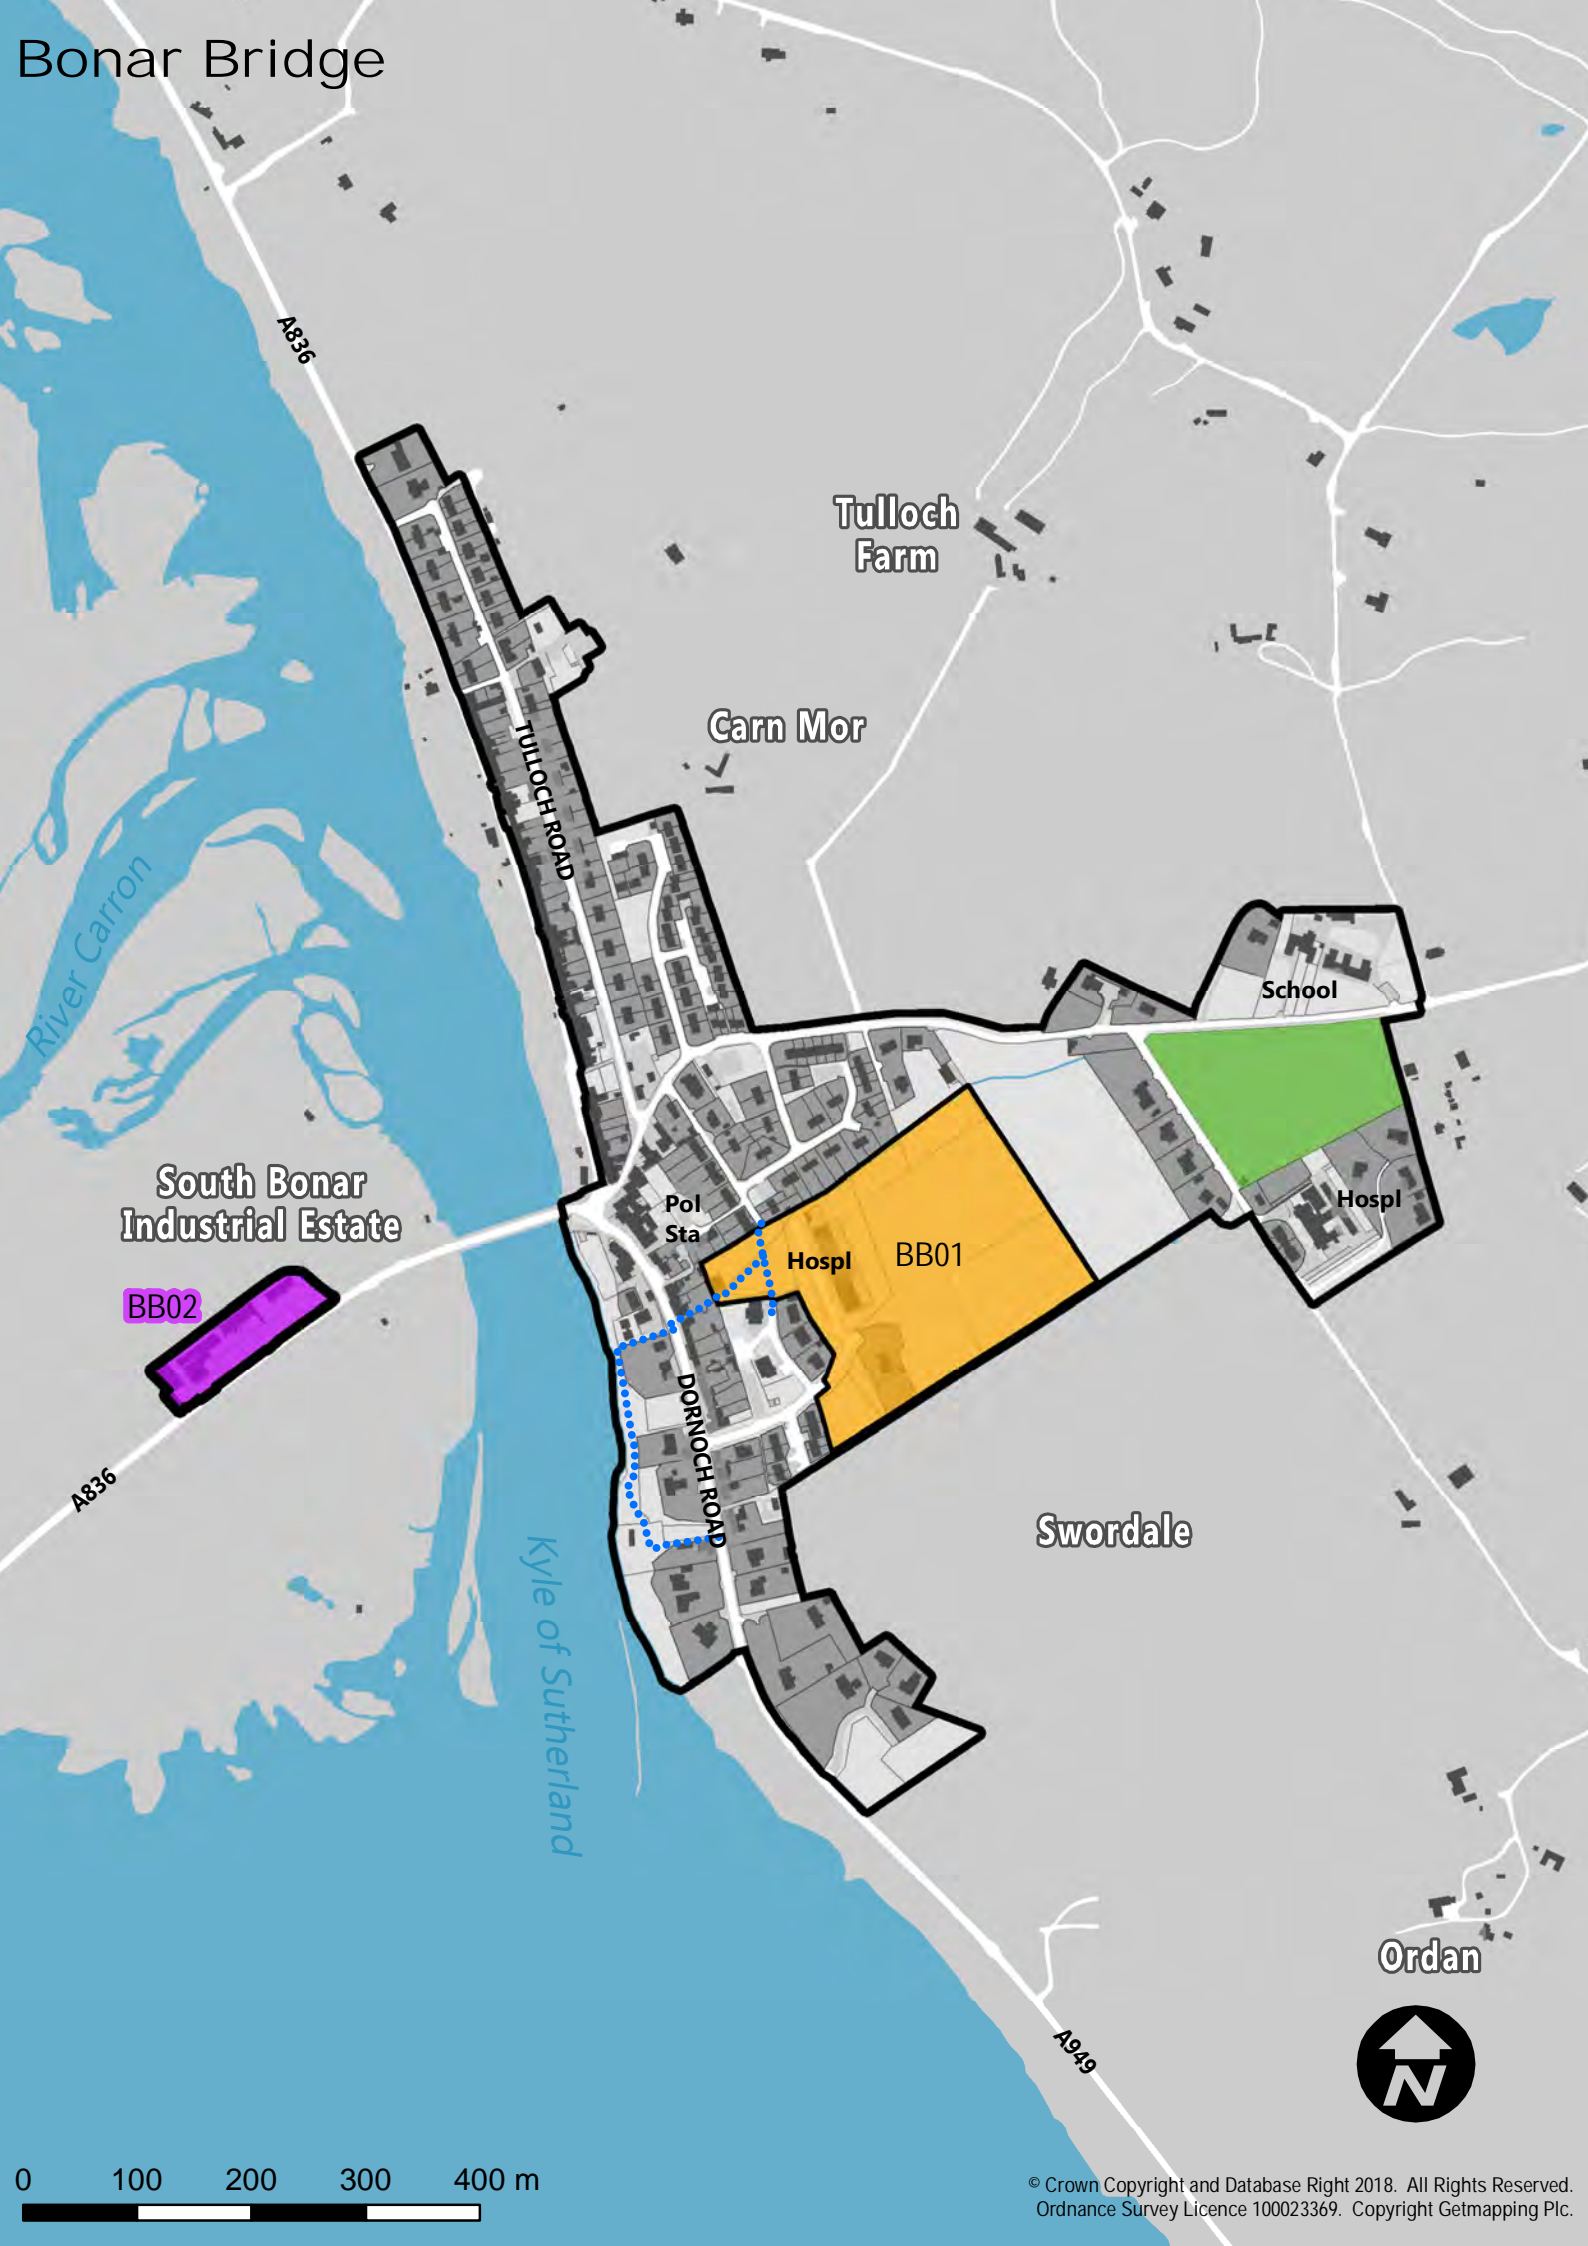 Bonar Bridge
A836
Tulloch
Farm
Carn Mor
TULLOCH ROAD
River Carron
School
South Bonar
Industrial Estate
Pol
Sta
Hospl
Hospl
BB01
BB02
DORNOCH ROAD
A836
Kyle of Sutherland
Swordale
Ordan
A949
N
0 100 200 300 400 m
© Crown Copyright and Database Right 2018. All Rights Reserved.
Ordnance Survey Licence 100023369. Copyright Getmapping Plc.